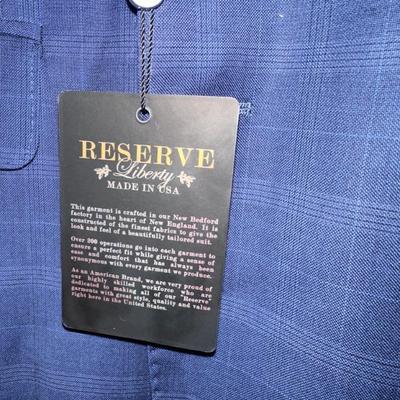 RESERVE
Liberty
MADE IN USA
This garment is crafted in our New Bedford
factory in the heart of New England. It is
constructed of the finest fabrics to give the
look and feel of a beautifully tailored suit.
Over 200 operations go into each garment to
ensure a perfect fit while giving a sense of
ease and comfort that has always been
synonymous with every garment we produce.
As an American Brand, we are very proud of
our highly skilled workforce who are
dedicated to making all of our "Reserve"
garments with great style, quality and value
right here in the United States.